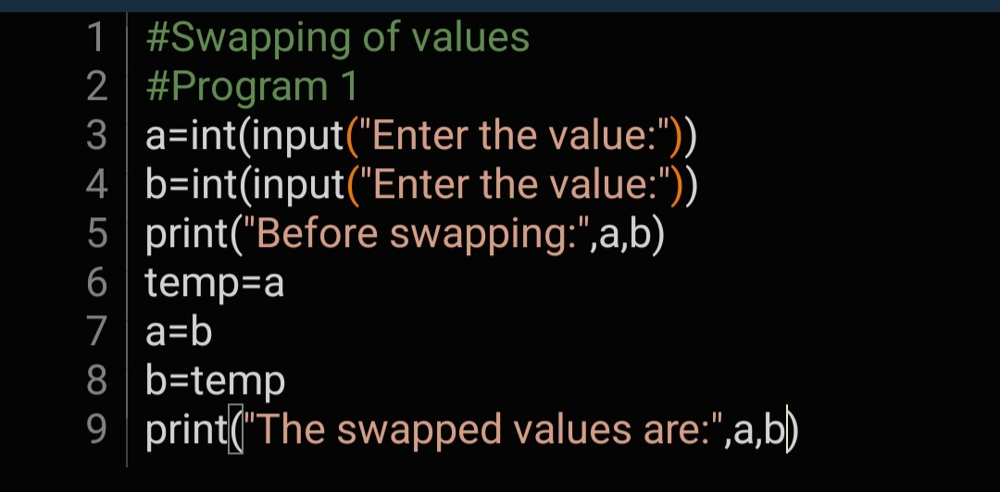 1 #Swapping of values
2 #Program 1
3 a=int(input("Enter the value:"))
4 b=int(input("Enter the value:"))
5 print("Before swapping:",a,b)
6 temp=a
7 a=b
8 b=temp
9 print("The swapped values are:",a,b)